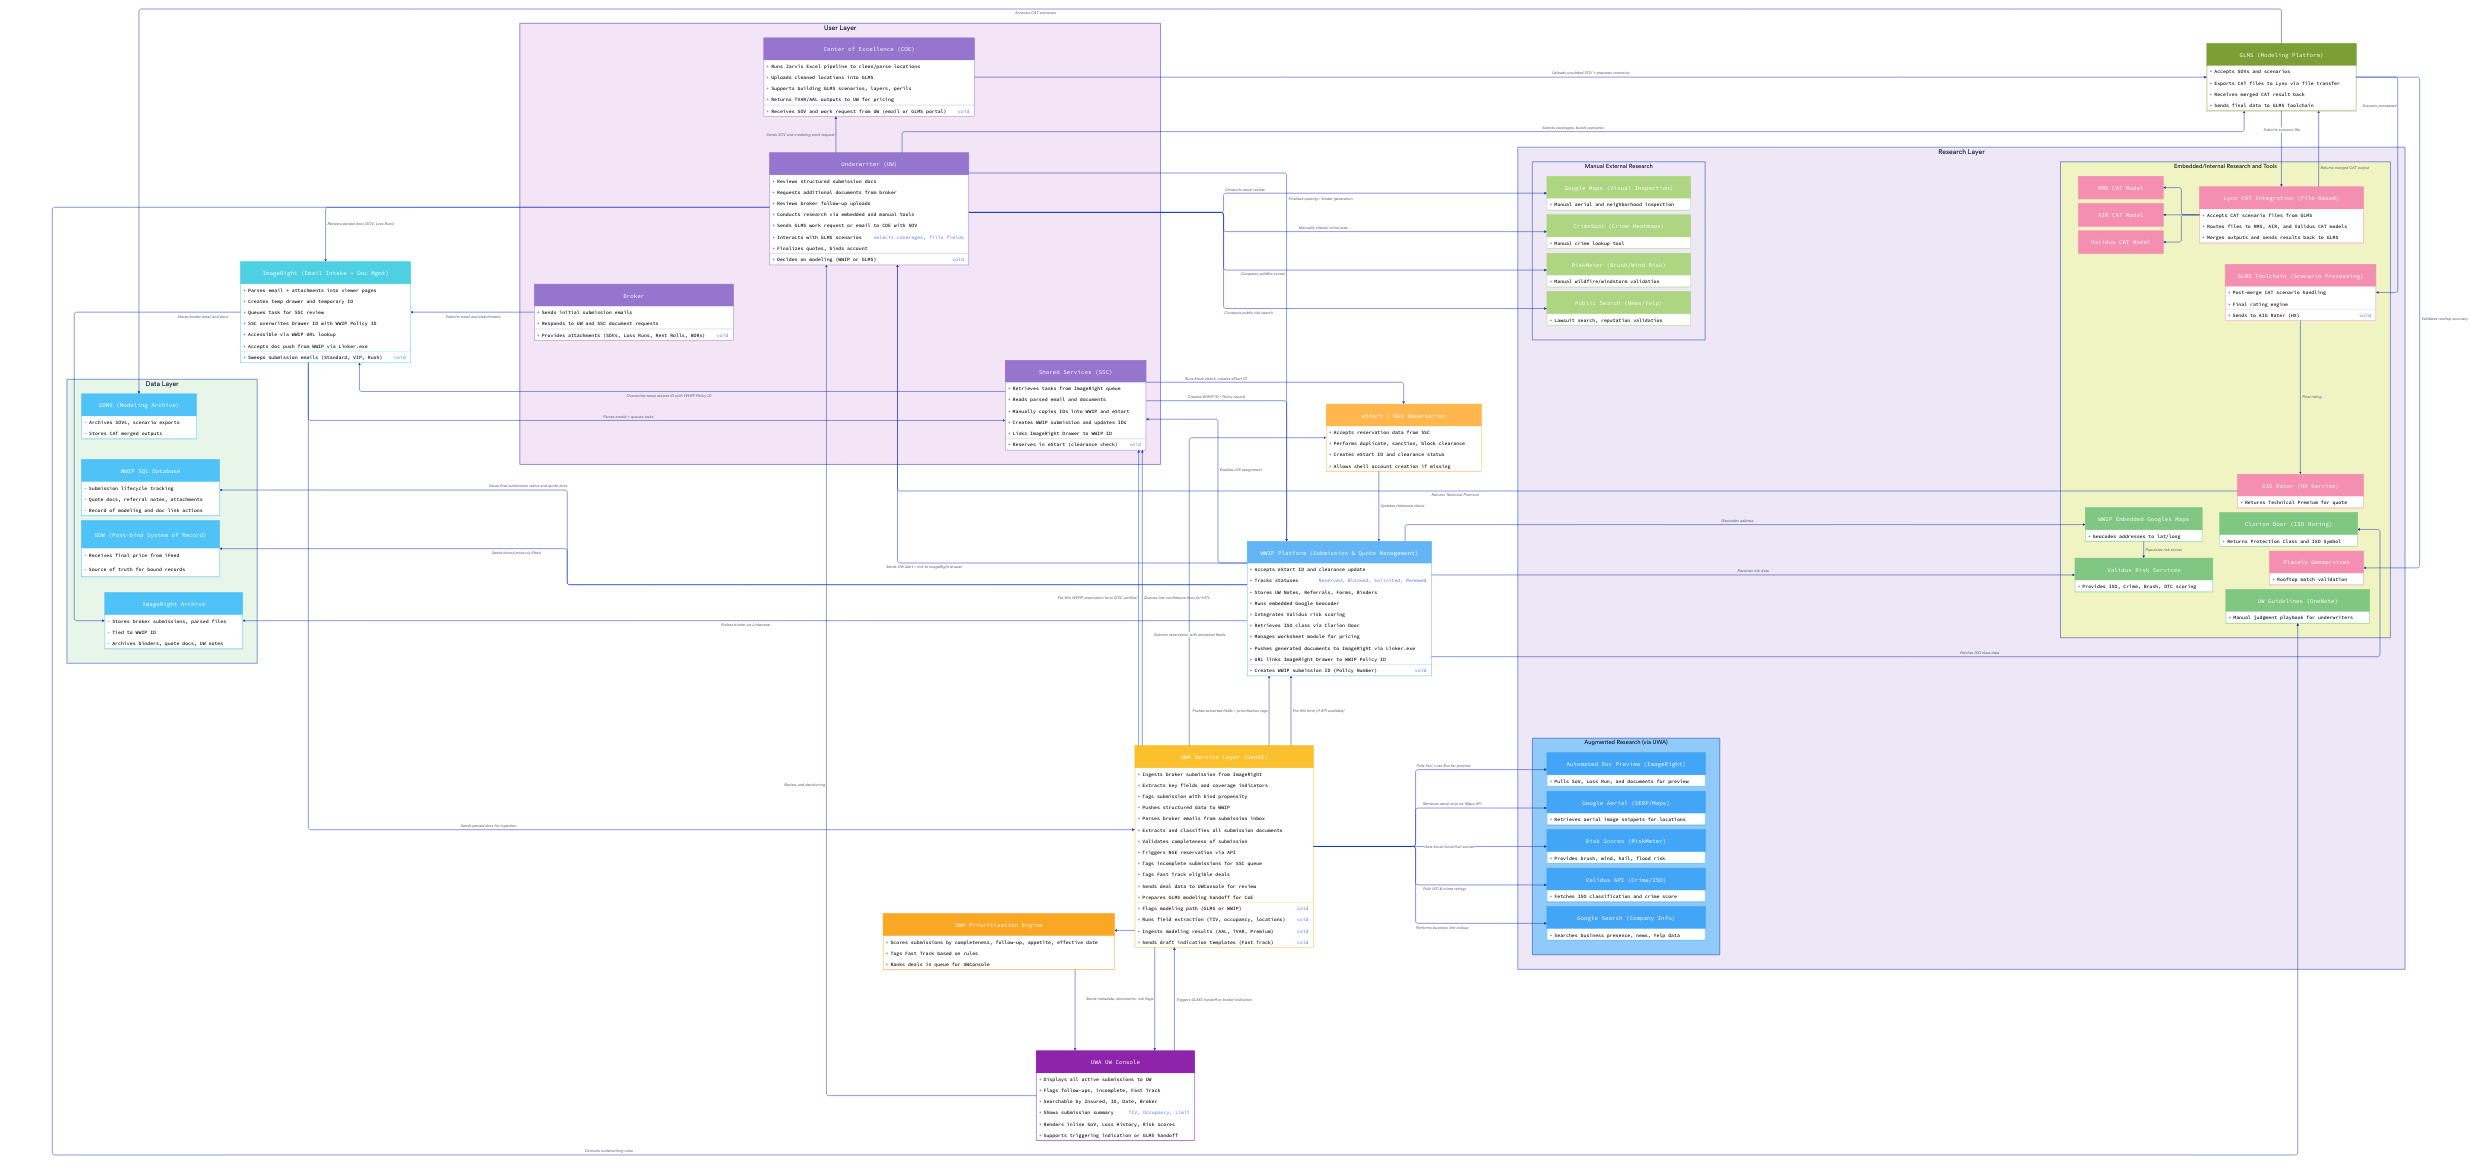 Archives CAT scenarios
User Layer
Center of Excellence (COE)
+ Runs Jarvis Excel pipeline to clean/parse locations
+ Uploads cleaned locations into GLMS
+ Supports building GLMS scenarios, layers, perils
+ Returns TVAR/AAL outputs to UW for pricing
+ Receives SOV and work request from UW (email or GLMS portal) void
Uploads scrubbed SOV + prepares scenarios
GLMS (Modeling Platform)
+ Accepts SOVs and scenarios
+ Exports CAT files to Lynx via file transfer
+ Receives merged CAT result back
+ Sends final data to GLMS Toolchain
Scenario processed
Sends SOV and modeling work request
Selects coverages, builds scenarios
Submits scenario file
Returns merged CAT output
Underwriter (UW)
+ Reviews structured submission docs
+ Requests additional documents from broker
+ Reviews broker follow-up uploads
+ Conducts research via embedded and manual tools
+ Sends GLMS work request or email to COE with SOV
+ Interacts with GLMS scenarios selects coverages, fills fields
+ Finalizes quotes, binds account
+ Decides on modeling (WWIP or GLMS) void
Research Layer
Manual External Research
Google Maps (Visual Inspection)
+ Manual aerial and neighborhood inspection
CrimeSpot (Crime Heatmaps)
+ Manual crime lookup tool
RiskMeter (Brush/Wind Risk)
+ Manual wildfire/windstorm validation
Public Search (News/Yelp)
+ Lawsuit search, reputation validation
Conducts aerial review
Finalizes quoting / binder generation
Manually checks crime area
Compares wildfire scores
Conducts public risk search
Embedded/Internal Research and Tools
RMS CAT Model
AIR CAT Model
Validus CAT Model
Lynx CAT Integration (File-Based)
+ Accepts CAT scenario files from GLMS
+ Routes files to RMS, AIR, and Validus CAT models
+ Merges outputs and sends results back to GLMS
GLMS Toolchain (Scenario Processing)
+ Post-merge CAT scenario handling
+ Final rating engine
+ Sends to AIG Rater (HX) void
Validates rooftop accuracy
Final rating
AIG Rater (HX Service)
+ Returns Technical Premium for quote
WWIP Embedded Googles Maps
+ Geocodes addresses to lat/long
Clarion Door (ISO Rating)
+ Returns Protection Class and ISO Symbol
Populates risk scores
Validus Risk Services
+ Provides ISO, Crime, Brush, DTC scoring
Pincely Geoservices
+ Rooftop match validation
UW Guidelines (OneNote)
+ Manual judgment playbook for underwriters
Reviews parsed docs (SOV, Loss Runs)
ImageRight (Email Intake + Doc Mgmt)
+ Parses email + attachments into viewer pages
+ Creates temp drawer and temporary ID
+ Queues task for SSC review
+ SSC overwrites Drawer ID with WWIP Policy ID
+ Accessible via WWIP URL lookup
+ Accepts doc push from WWIP via Linker.exe
+ Sweeps submission emails (Standard, VIP, Rush) void
Stores broker email and docs
Submits email and attachments
Broker
+ Sends initial submission emails
+ Responds to UW and SSC document requests
+ Provides attachments (SOVs, Loss Runs, Rent Rolls, BORs) void
Shared Services (SSC)
+ Retrieves tasks from ImageRight queue
+ Reads parsed email and documents
+ Manually copies IDs into WWIP and eStart
+ Creates WWIP submission and updates IDs
+ Links ImageRight Drawer to WWIP ID
+ Reserves in eStart (clearance check) void
Overwrites temp drawer ID with WWIP Policy ID
Parses emails + queues tasks
Runs block check, creates eStart ID
Creates WWIP ID / Policy record
Enables UW assignment
eStart / NGE Reservation
+ Accepts reservation data from SSC
+ Performs duplicate, sanction, block clearance
+ Creates eStart ID and clearance status
+ Allows shell account creation if missing
Returns Technical Premium
Updates clearance status
Geocodes address
Receives risk data
Fetches ISO class data
Data Layer
GDMS (Modeling Archive)
- Archives SOVs, scenario exports
- Stores CAT merged outputs
WWIP SQL Database
- Submission lifecycle tracking
- Quote docs, referral notes, attachments
- Record of modeling and doc link actions
GDW (Post-bind System of Record)
- Receives final price from iFeed
- Source of truth for bound records
ImageRight Archive
- Stores broker submissions, parsed files
- Tied to WWIP ID
- Archives binders, quote docs, UW notes
Saves final submission status and quote docs
Sends bound price via iFeed
Pushes binder via Linker.exe
Sends UW alert + link to ImageRight drawer
WWIP Platform (Submission & Quote Management)
+ Accepts eStart ID and clearance update
+ Tracks statuses Reserved, Blocked, Solicited, Renewed
+ Stores UW Notes, Referrals, Forms, Binders
+ Runs embedded Google Geocoder
+ Integrates Validus risk scoring
+ Retrieves ISO class via Clarion Door
+ Manages worksheet module for pricing
+ Pushes generated documents to ImageRight via Linker.exe
+ URL links ImageRight Drawer to WWIP Policy ID
+ Creates WWIP submission ID (Policy Number) void
Pre-fills WWIP reservation form (SSC verifies)
Queues low-confidence docs for HITL
Submits reservation with extracted fields
Pushes extracted fields + prioritization tags
Pre-fills form (if API available)
UWA Service Layer (GenAI)
+ Ingests broker submission from ImageRight
+ Extracts key fields and coverage indicators
+ Tags submission with bind propensity
+ Pushes structured data to WWIP
+ Parses broker emails from submission inbox
+ Extracts and classifies all submission documents
+ Validates completeness of submission
+ Triggers NGE reservation via API
+ Tags incomplete submissions for SSC queue
+ Tags Fast Track eligible deals
+ Sends deal data to UWConsole for review
+ Prepares GLMS modeling handoff for CoE
+ Flags modeling path (GLMS or WWIP) void
+ Runs field extraction (TIV, occupancy, locations) void
+ Ingests modeling results (AAL, TVAR, Premium) void
+ Sends draft indication templates (Fast Track) void
Sends parsed docs for ingestion
Review and decisioning
Augmented Research (via UWA)
Automated Doc Preview (ImageRight)
+ Pulls SoV, Loss Run, and documents for preview
Google Aerial (SERP/Maps)
+ Retrieves aerial image snippets for locations
Risk Scores (RiskMeter)
+ Provides brush, wind, hail, flood risk
Validus API (Crime/ISO)
+ Fetches ISO classification and crime score
Google Search (Company Info)
+ Searches business presence, news, Yelp data
Pulls SoV, Loss Run for preview
Retrieves aerial snip via Maps API
Pulls ISO & crime ratings
Performs business info lookup
UWA Prioritization Engine
+ Scores submissions by completeness, follow-up, appetite, effective date
+ Tags Fast Track based on rules
+ Ranks deals in queue for UWConsole
Sends metadata, documents, risk flags
Triggers GLMS handoff or broker indication
UWA UW Console
+ Displays all active submissions to UW
+ Flags follow-ups, incomplete, Fast Track
+ Searchable by Insured, ID, Date, Broker
+ Shows submission summary TIV, Occupancy, Limit
+ Renders inline SoV, Loss History, Risk scores
+ Supports triggering indication or GLMS handoff
Consults underwriting rules